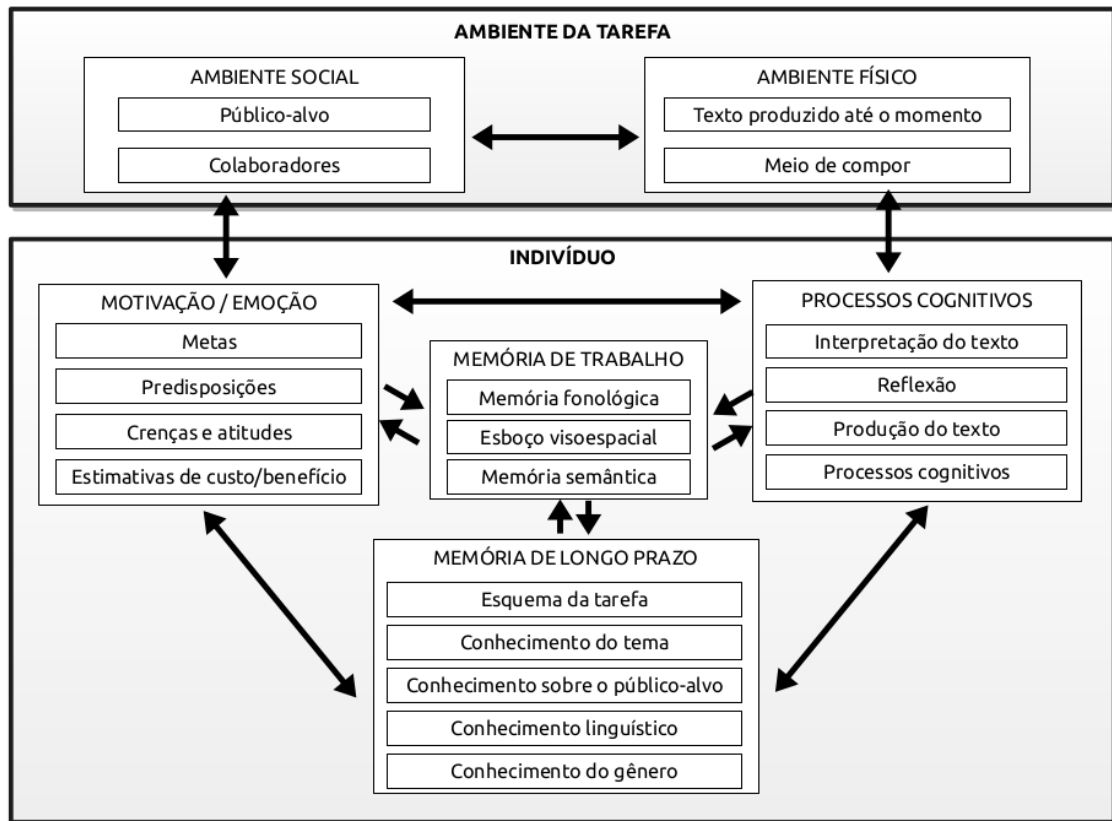 AMBIENTE DA TAREFA
AMBIENTE SOCIAL
Público-alvo
Colaboradores
AMBIENTE FÍSICO
Texto produzido até o momento
Meio de compor
INDIVÍDUO
MOTIVAÇÃO / EMOÇÃO
Metas
Predisposições
Crenças e atitudes
Estimativas de custo/benefício
MEMÓRIA DE TRABALHO
Memória fonológica
Esboço visoespacial
Memória semântica
PROCESSOS COGNITIVOS
Interpretação do texto
Reflexão
Produção do texto
Processos cognitivos
MEMÓRIA DE LONGO PRAZO
Esquema da tarefa
Conhecimento do tema
Conhecimento sobre o público-alvo
Conhecimento linguístico
Conhecimento do gênero